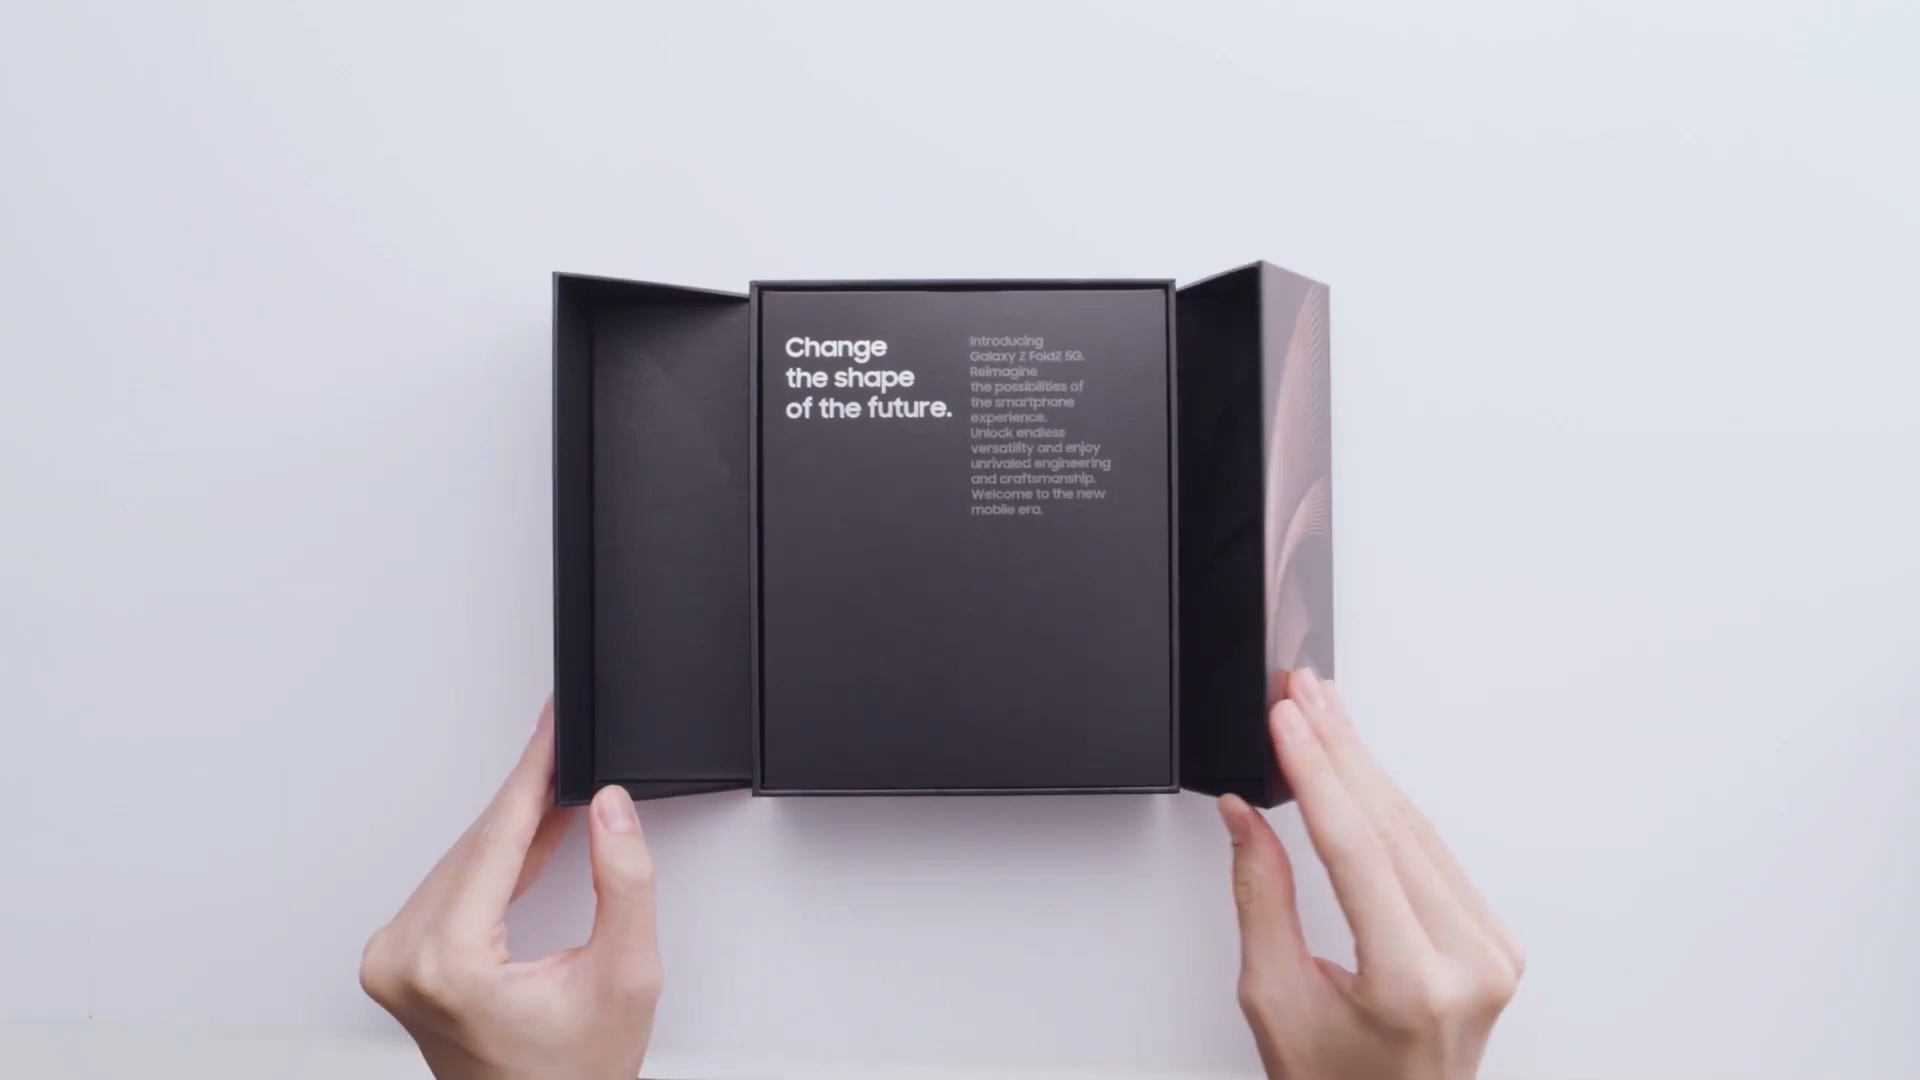 Change
the shape
of the future.
Introducing
Galaxy Z Fold2 5G.
Reimagine
the possibilities of
the smartphone
experience.
Unlock endless
versatility and enjoy
unrivaled engineering
and craftsmanship.
Welcome to the new
mobile era.